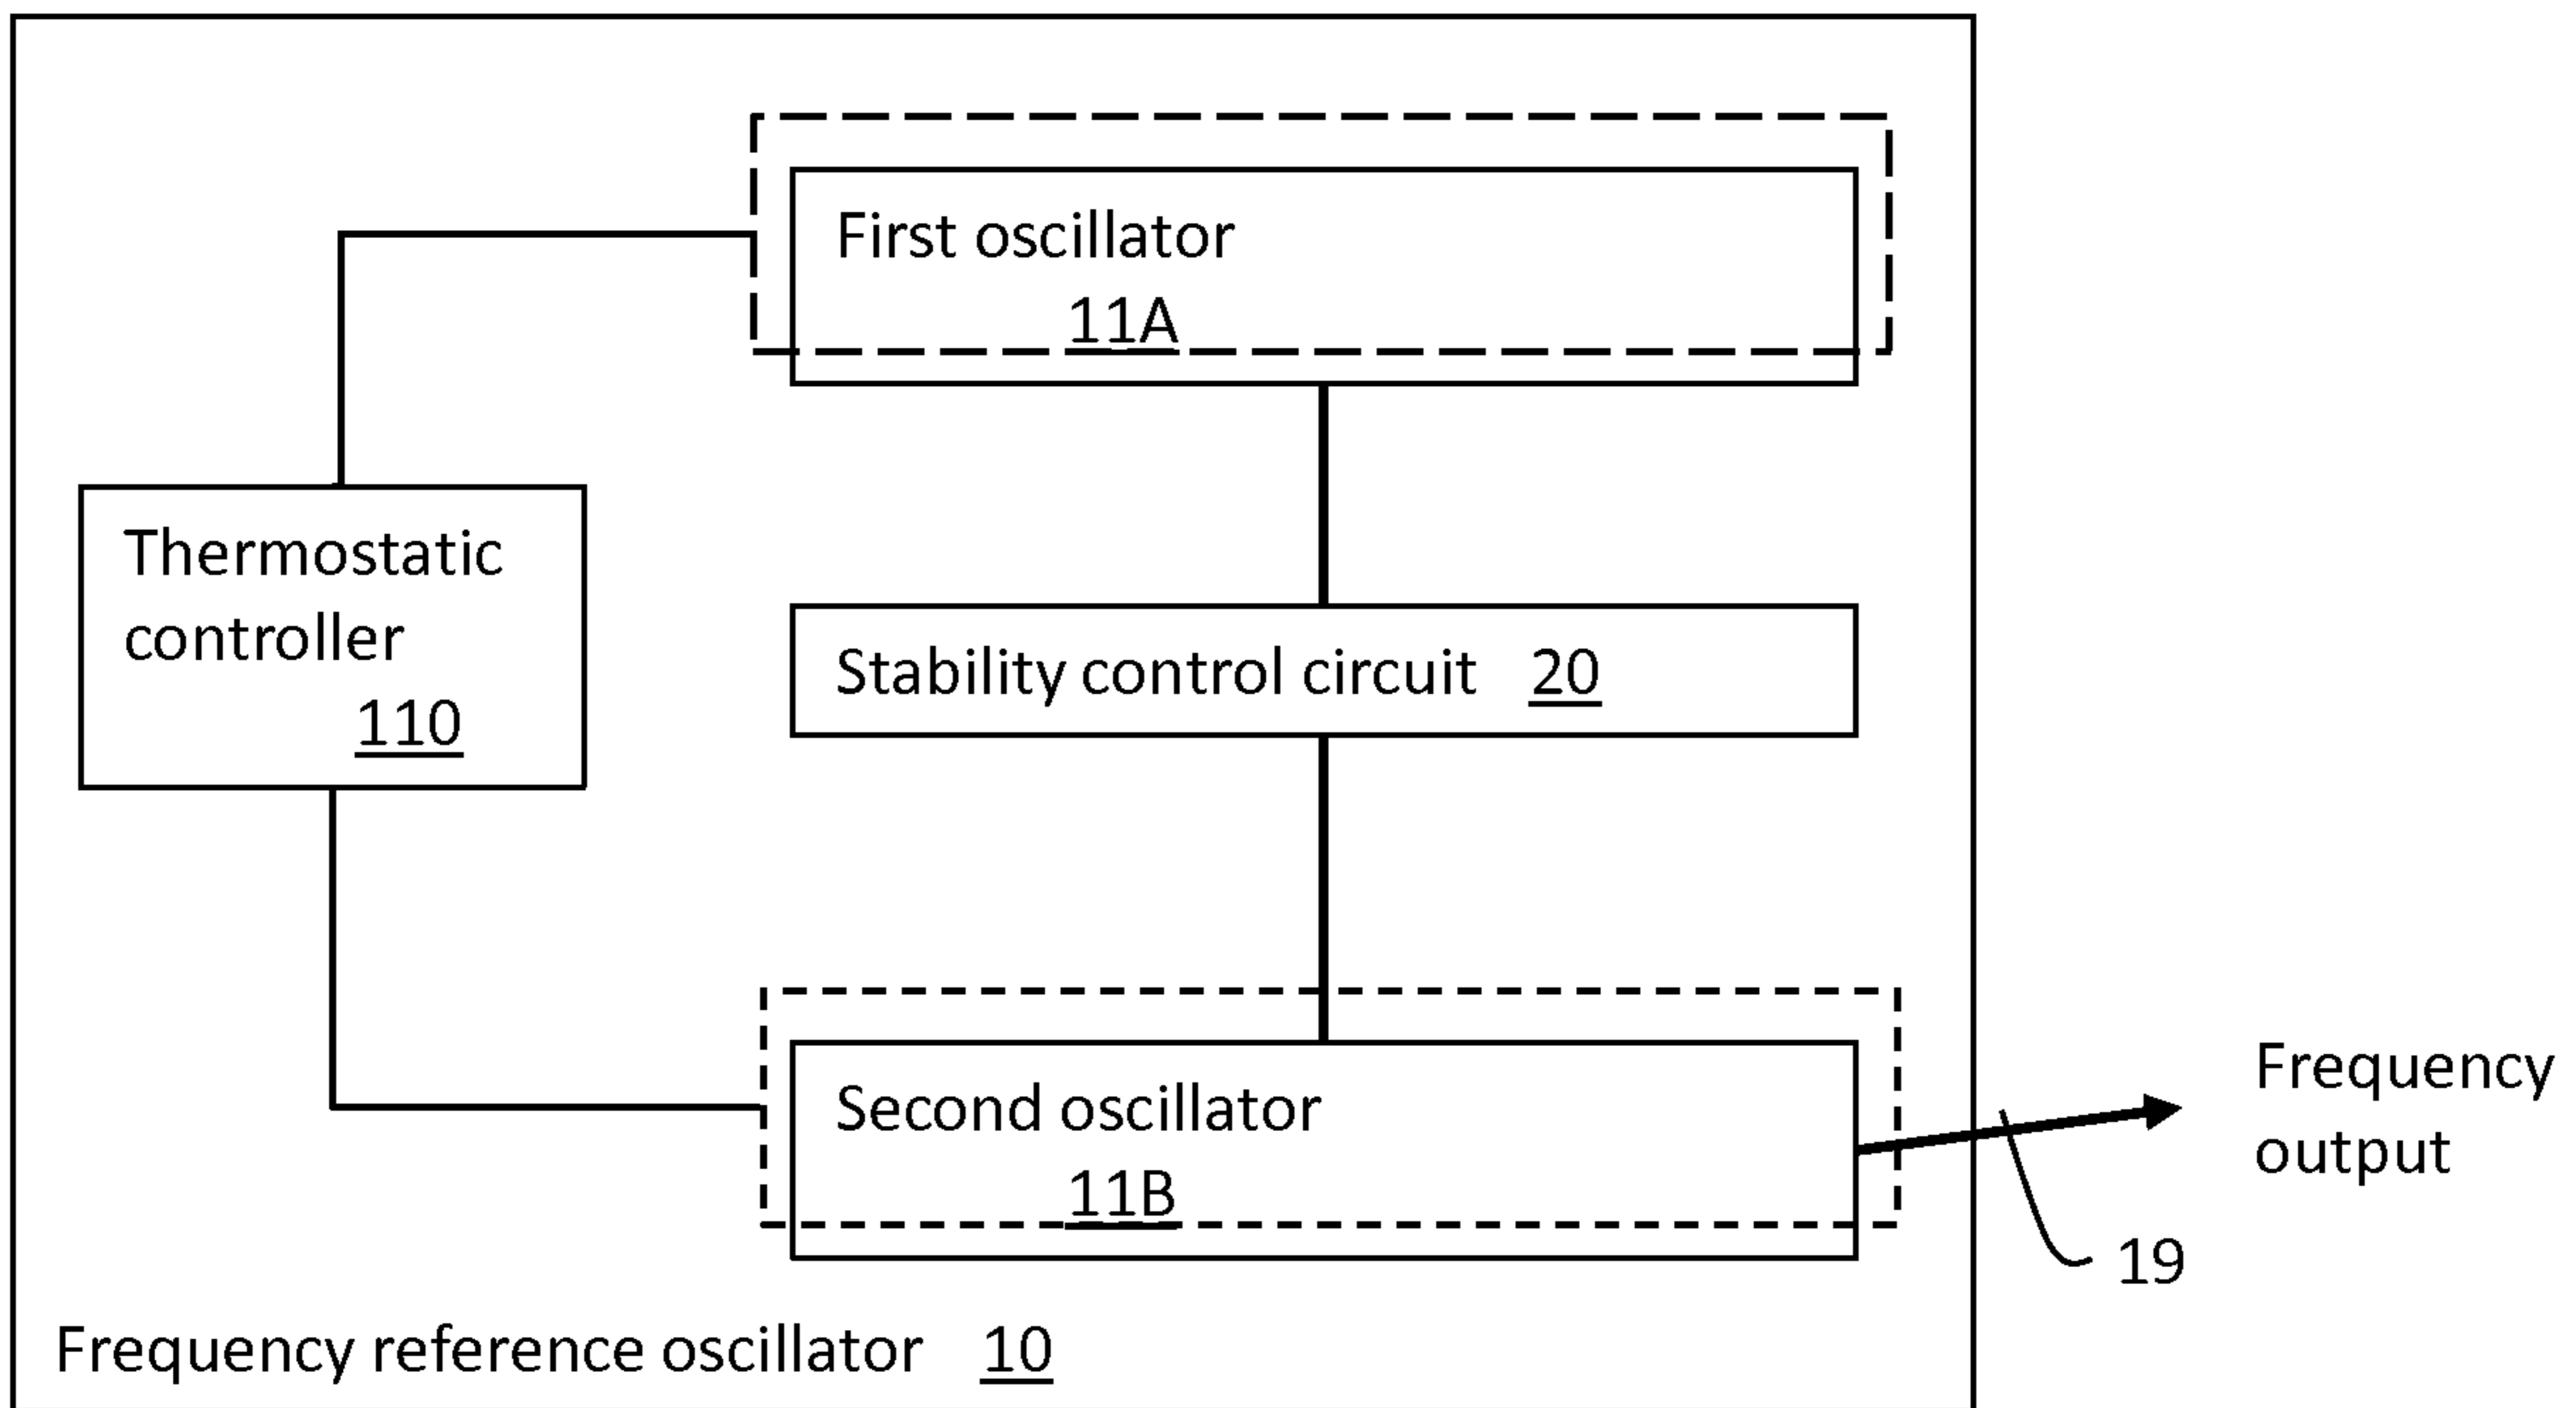 First oscillator
11A
Thermostatic
controller
110
Stability control circuit 20
Second oscillator
11B
Frequency
output
19
Frequency reference oscillator 10